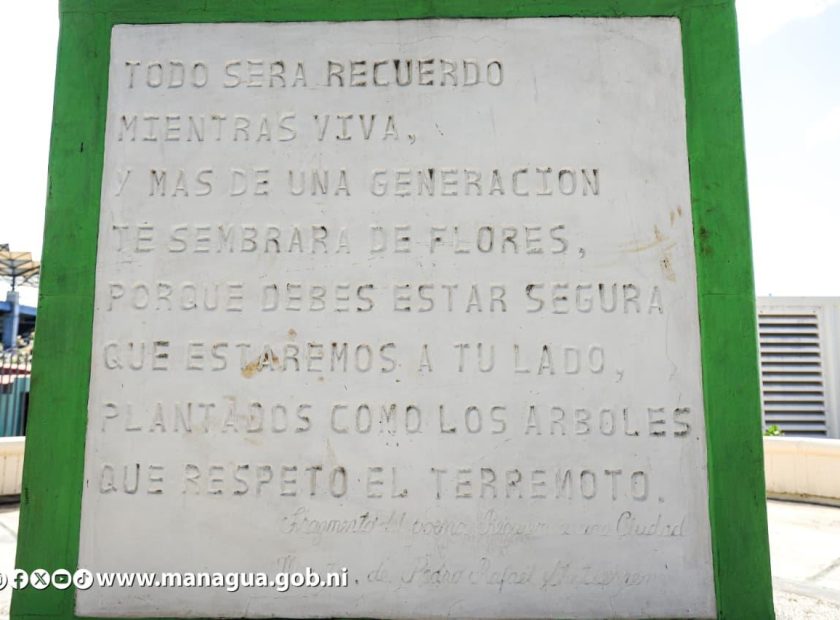 TODO SERA RECUERDO
MIENTRAS VIVA,
Y MAS DE UNA GENERACION
TE SEMBRARA DE FLORES,
PORQUE DEBES ESTAR SEGURA
QUE ESTAREMOS A TU LADO,
PLANTADOS COMO LOS ARBOLES
QUE RESPETO EL TERREMOTO.
Fragmento del poema Requiem a una Ciudad
de Pedro Rafael
www.managua.gob.ni